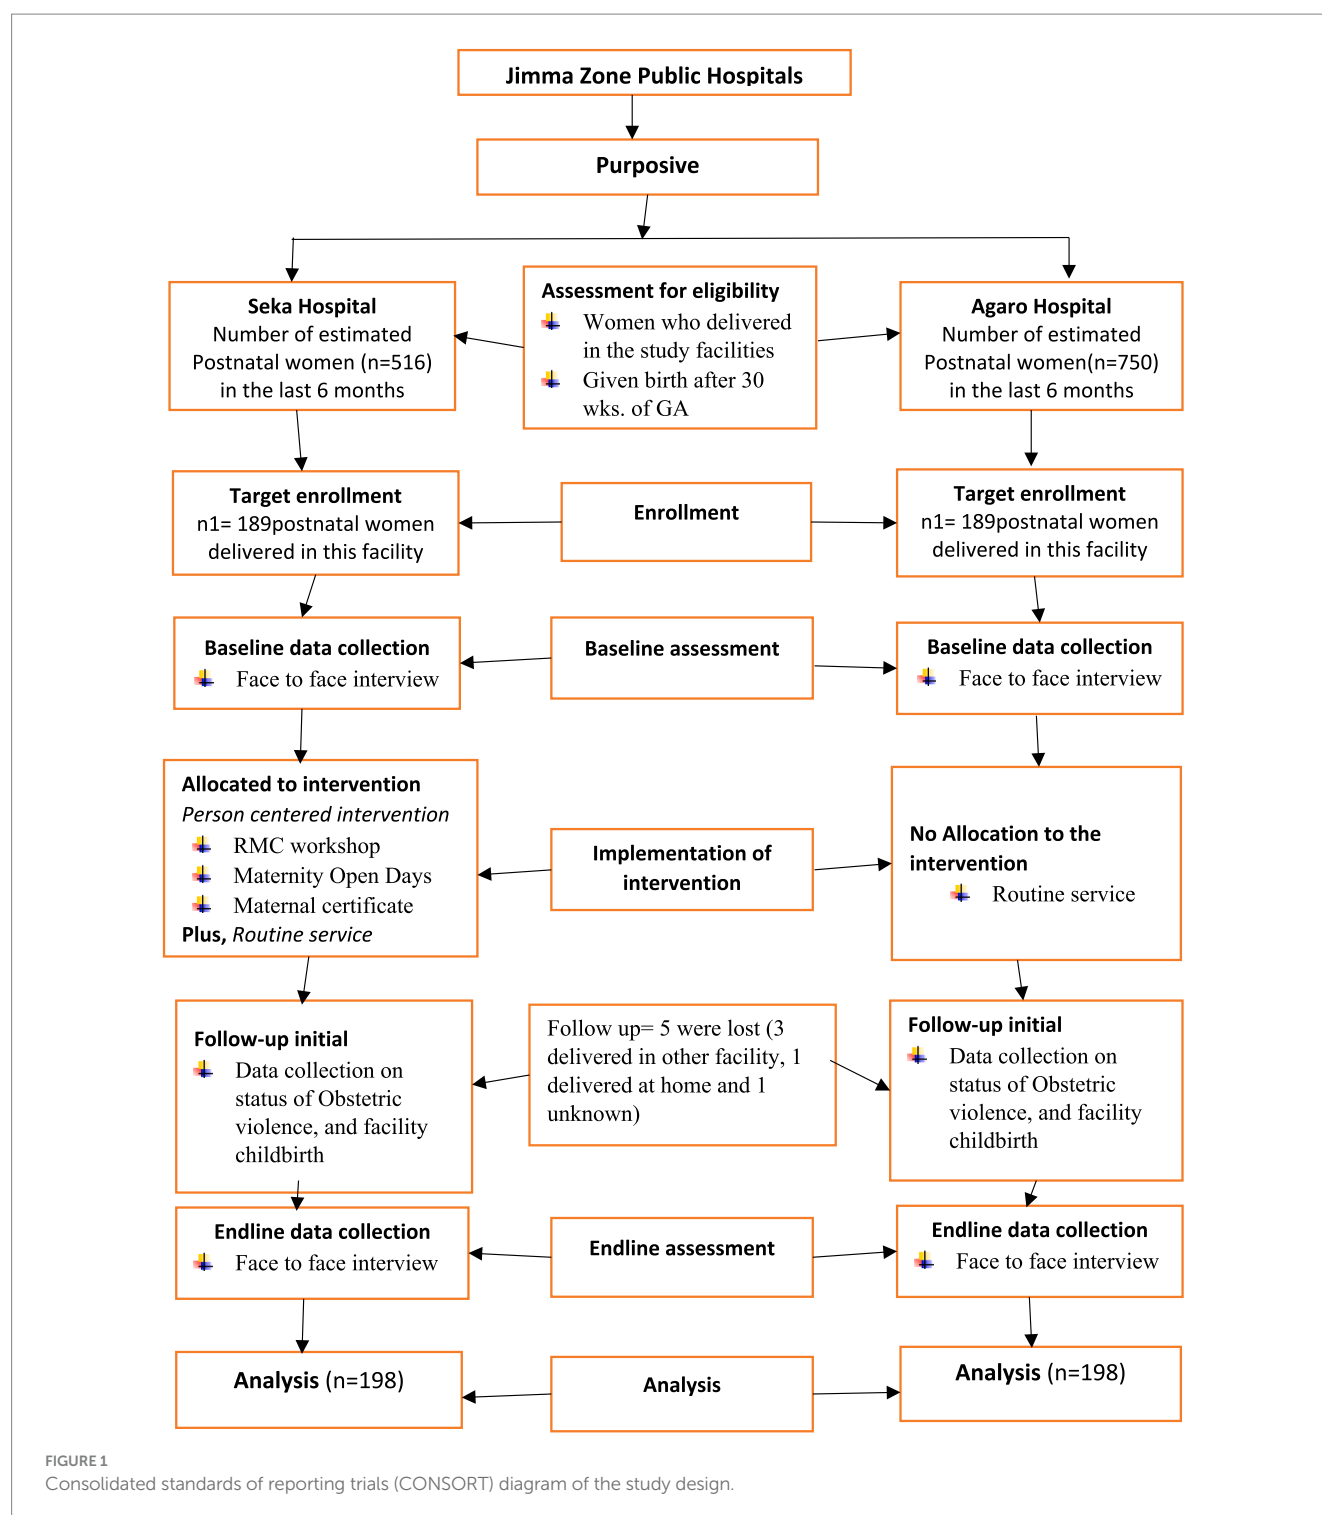 Jimma Zone Public Hospitals
Purposive
Seka Hospital
Number of estimated
Postnatal women (n=516)
in the last 6 months
Assessment for eligibility
Women who delivered
in the study facilities
Given birth after 30
wks. of GA
Agaro Hospital
Number of estimated
Postnatal women(n=750)
in the last 6 months
Target enrollment
n1= 189postnatal women
delivered in this facility
Enrollment
Target enrollment
n1= 189postnatal women
delivered in this facility
Baseline data collection
Face to face interview
Baseline assessment
Baseline data collection
Face to face interview
Allocated to intervention
Person centered intervention
RMC workshop
Maternity Open Days
Maternal certificate
Plus, Routine service
Implementation of
intervention
No Allocation to the
intervention
Routine service
Follow-up initial
Data collection on
status of Obstetric
violence, and facility
childbirth
Follow up= 5 were lost (3
delivered in other facility, 1
delivered at home and 1
unknown)
Follow-up initial
Data collection on
status of Obstetric
violence, and facility
childbirth
Endline data collection
Face to face interview
Endline assessment
Endline data collection
Face to face interview
Analysis (n=198)
Analysis
Analysis (n=198)
FIGURE 1
Consolidated standards of reporting trials (CONSORT) diagram of the study design.